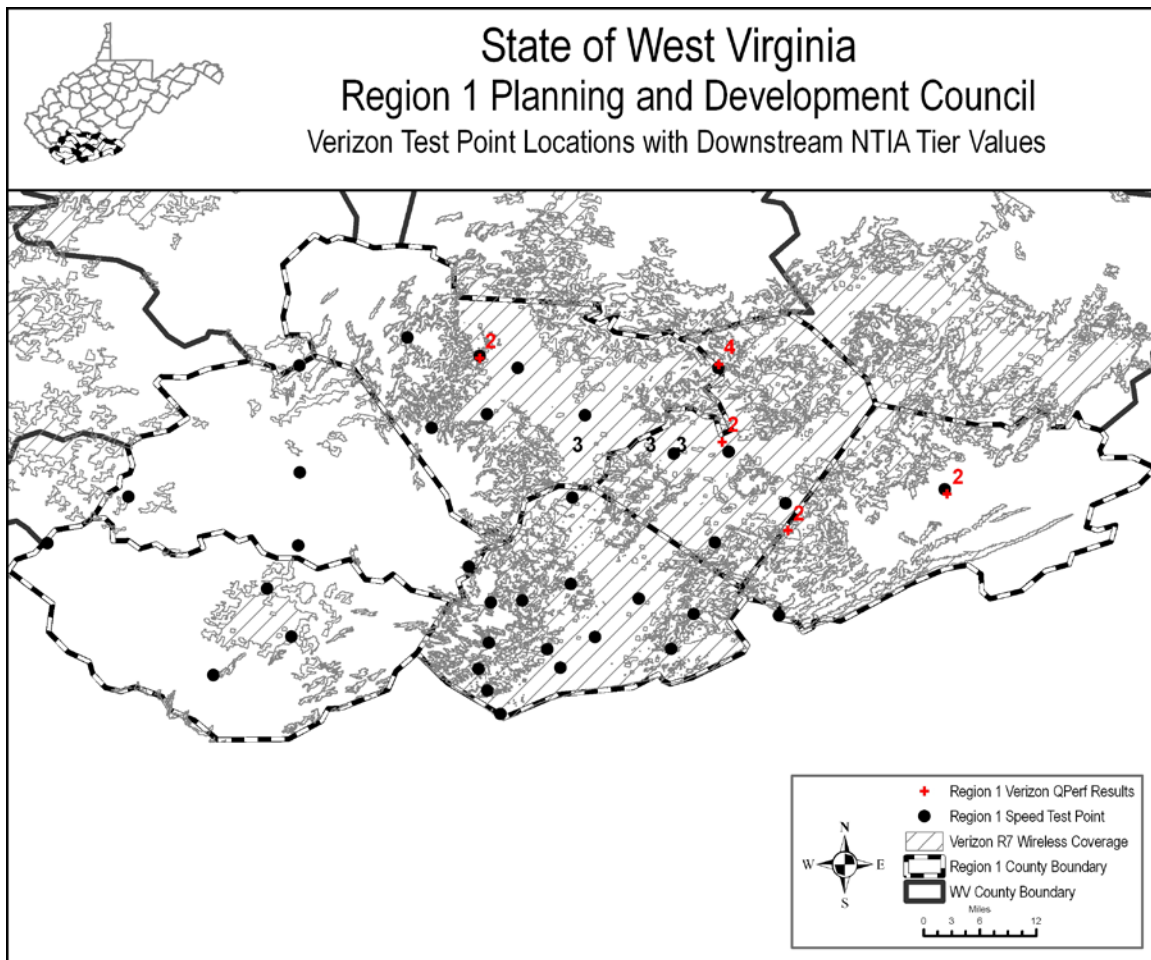 State of West Virginia
Region 1 Planning and Development Council
Verizon Test Point Locations with Downstream NTIA Tier Values
2
4
2
3
3
3
2
2
Region 1 Verizon QPerf Results
Region 1 Speed Test Point
Verizon R7 Wireless Coverage
Region 1 County Boundary
WV County Boundary
N
W
E
S
Miles
0 3 6 12